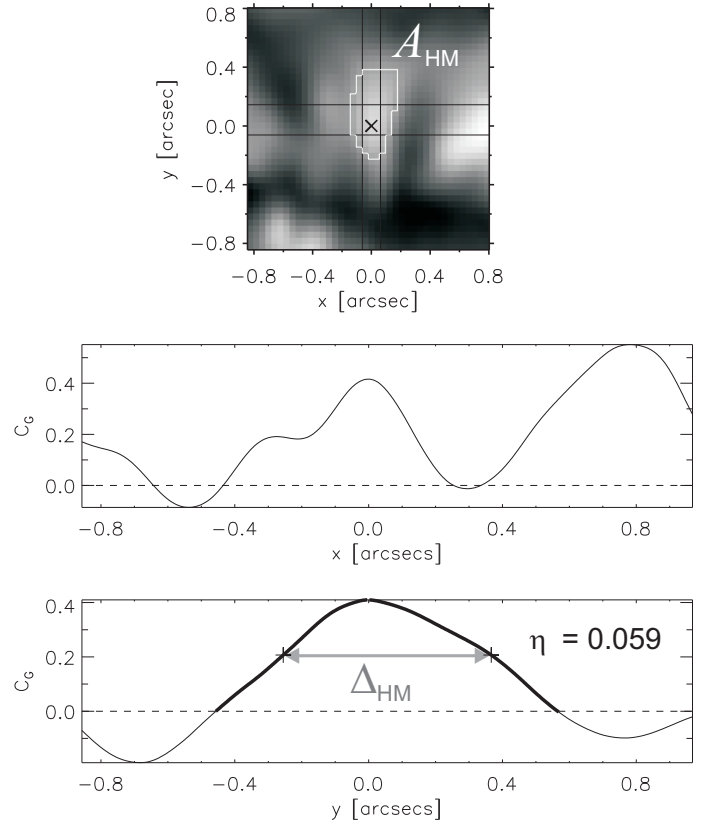 0.8
0.4
0.0
−0.4
−0.8
y [arcsec]
A_HM
−0.8 −0.4 0.0 0.4 0.8
x [arcsec]
0.4
0.2
0.0
C_G
−0.8 −0.4 0.0 0.4 0.8
x [arcsecs]
0.4
0.2
0.0
C_G
η = 0.059
Δ_HM
−0.8 −0.4 0.0 0.4 0.8
y [arcsecs]